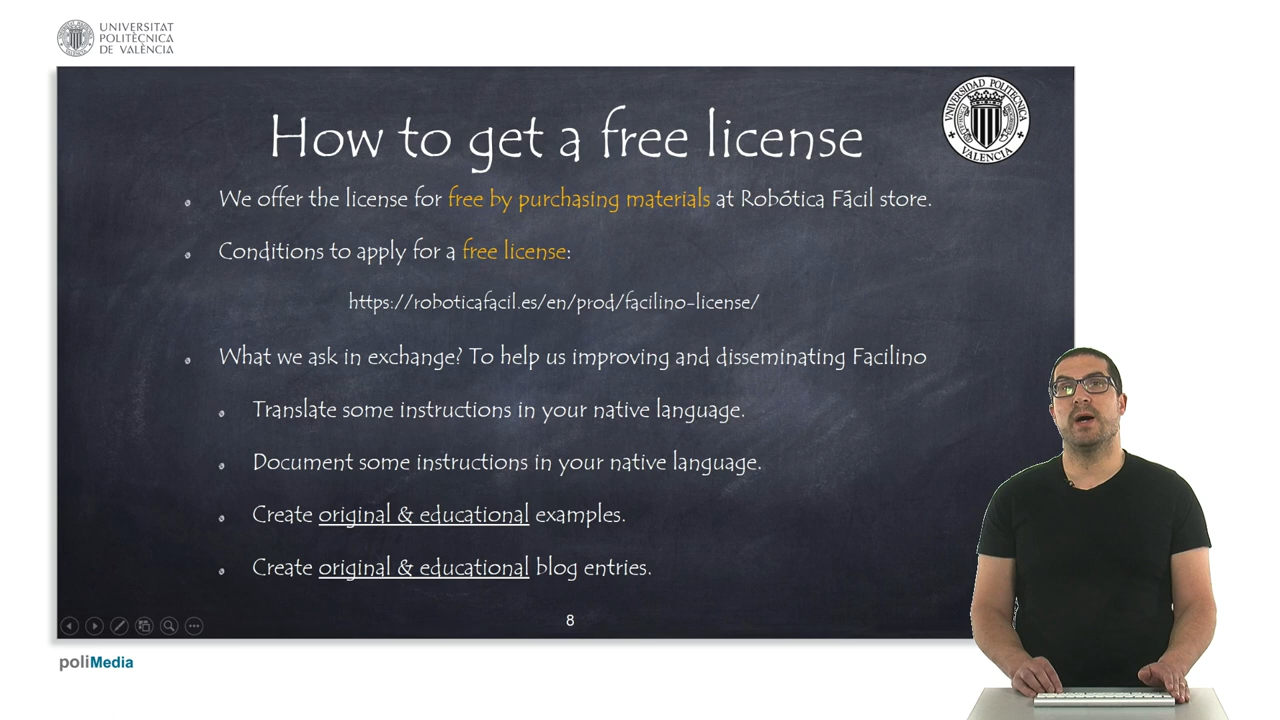 UNIVERSITAT
POLITÈCNICA
DE VALÈNCIA
UNIVERSIDAD POLITECNICA
VALENCIA
How to get a free license
We offer the license for free by purchasing materials at Robótica Fácil store.
Conditions to apply for a free license:
https://roboticafacil.es/en/prod/facilino-license/
What we ask in exchange? To help us improving and disseminating Facilino
Translate some instructions in your native language.
Document some instructions in your native language.
Create original & educational examples.
Create original & educational blog entries.
8
poliMedia